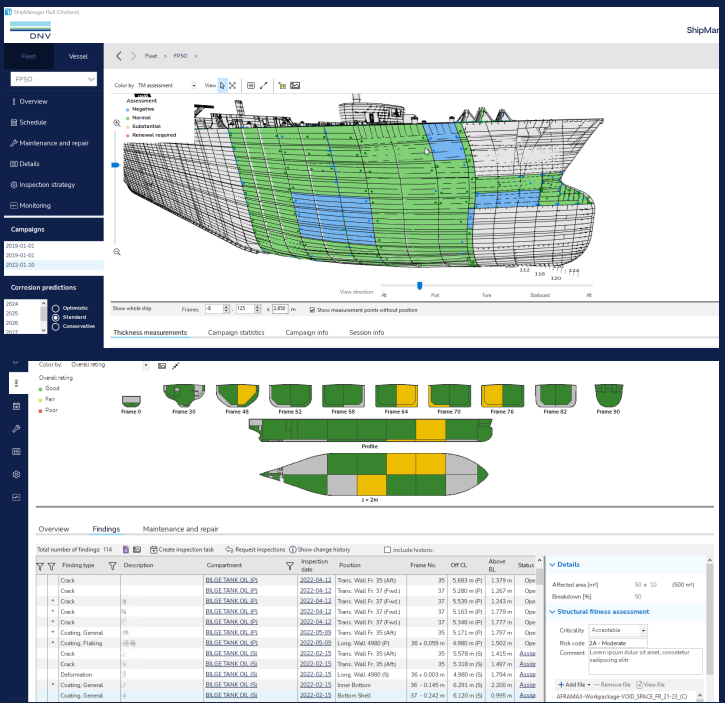 ShipManager Hull (Onshore)
DNV
ShipMan
Fleet
Vessel
Fleet > FPSO >
FPSO
Color by TM assessment
View
Assessment
Negative
Normal
Substantial
Renewal required
Overview
Schedule
Maintenance and repair
Details
Inspection strategy
Monitoring
Campaigns
2019-01-01
2019-01-01
2022-01-10
Corrosion predictions
2024
2025
2026
2027
Optimistic
Standard
Conservative
112 116 120 124
View direction
Aft Port Fore Starboard Aft
Show whole ship Frames -8 - 125 ± 2.850 m Show measurement points without position
Thickness measurements Campaign statistics Campaign info Session info
Color by: Overall rating
Overall rating
Good
Fair
Poor
Frame 0 Frame 30 Frame 48 Frame 52 Frame 58 Frame 64 Frame 70 Frame 76 Frame 82 Frame 90
Profile
z = 2m
Overview Findings Maintenance and repair
Total number of findings: 114 Create inspection task Request inspections Show change history include historic:
Finding type Description Compartment Inspection date Position Frame No. Off CL Above BL Status
Crack BILGE TANK OIL (P) 2022-04-12 Trans. Wall Fr. 35 (Aft) 35 5.683 m (P) 1.379 m Ope
Crack BILGE TANK OIL (P) 2022-04-12 Trans. Wall Fr. 37 (Fwd.) 37 5.280 m (P) 1.267 m Ope
* Crack BILGE TANK OIL (P) 2022-04-12 Trans. Wall Fr. 37 (Fwd.) 37 5.539 m (P) 1.243 m Ope
* Crack BILGE TANK OIL (P) 2022-04-12 Trans. Wall Fr. 37 (Fwd.) 37 5.163 m (P) 1.779 m Ope
* Crack BILGE TANK OIL (P) 2022-04-12 Trans. Wall Fr. 37 (Fwd.) 37 5.348 m (P) 1.777 m Ope
* Coating, General BILGE TANK OIL (P) 2022-05-09 Trans. Wall Fr. 35 (Aft) 35 5.171 m (P) 1.797 m Ope
* Coating, Flaking BILGE TANK OIL (P) 2022-05-09 Long. Wall 4980 (P) 36 + 0.059 m 4.980 m (P) 1.502 m Ope
Crack BILGE TANK OIL (S) 2022-02-15 Trans. Wall Fr. 35 (Aft) 35 5.578 m (S) 1.415 m Assig
Crack BILGE TANK OIL (S) 2022-02-15 Trans. Wall Fr. 35 (Aft) 35 5.318 m (S) 1.497 m Assig
Deformation BILGE TANK OIL (S) 2022-02-15 Long. Wall 4980 (S) 36 + 0.003 m 4.980 m (S) 1.794 m Assig
* Coating, General BILGE TANK OIL (S) 2022-02-15 Inner Bottom 36 - 0.145 m 6.291 m (S) 2.200 m Assig
* Coating, General BILGE TANK OIL (S) 2022-02-15 Bottom Shell 37 - 0.242 m 6.120 m (S) 0.995 m Assig
Details
Affected area [m²] 50 x 10 (500 m²)
Breakdown [%] 50
Structural fitness assessment
Criticality Acceptable
Risk code 2A - Moderate
Comment Lorem ipsum dolor sit amet, consetetur
sadipscing elitr
Add file Remove file View file
AFRAMAX-Workpackage-VOID_SPACE_FR_21-23_(C)